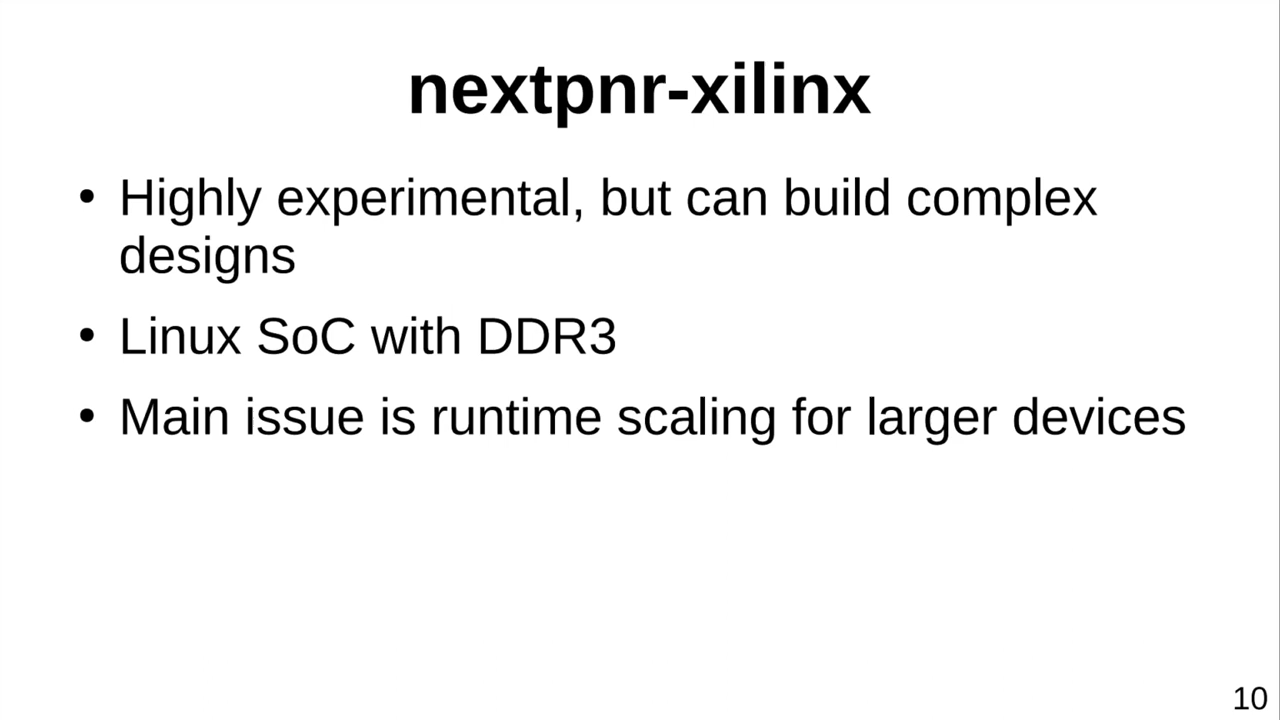 nextpnr-xilinx
• Highly experimental, but can build complex
designs
• Linux SoC with DDR3
• Main issue is runtime scaling for larger devices
10